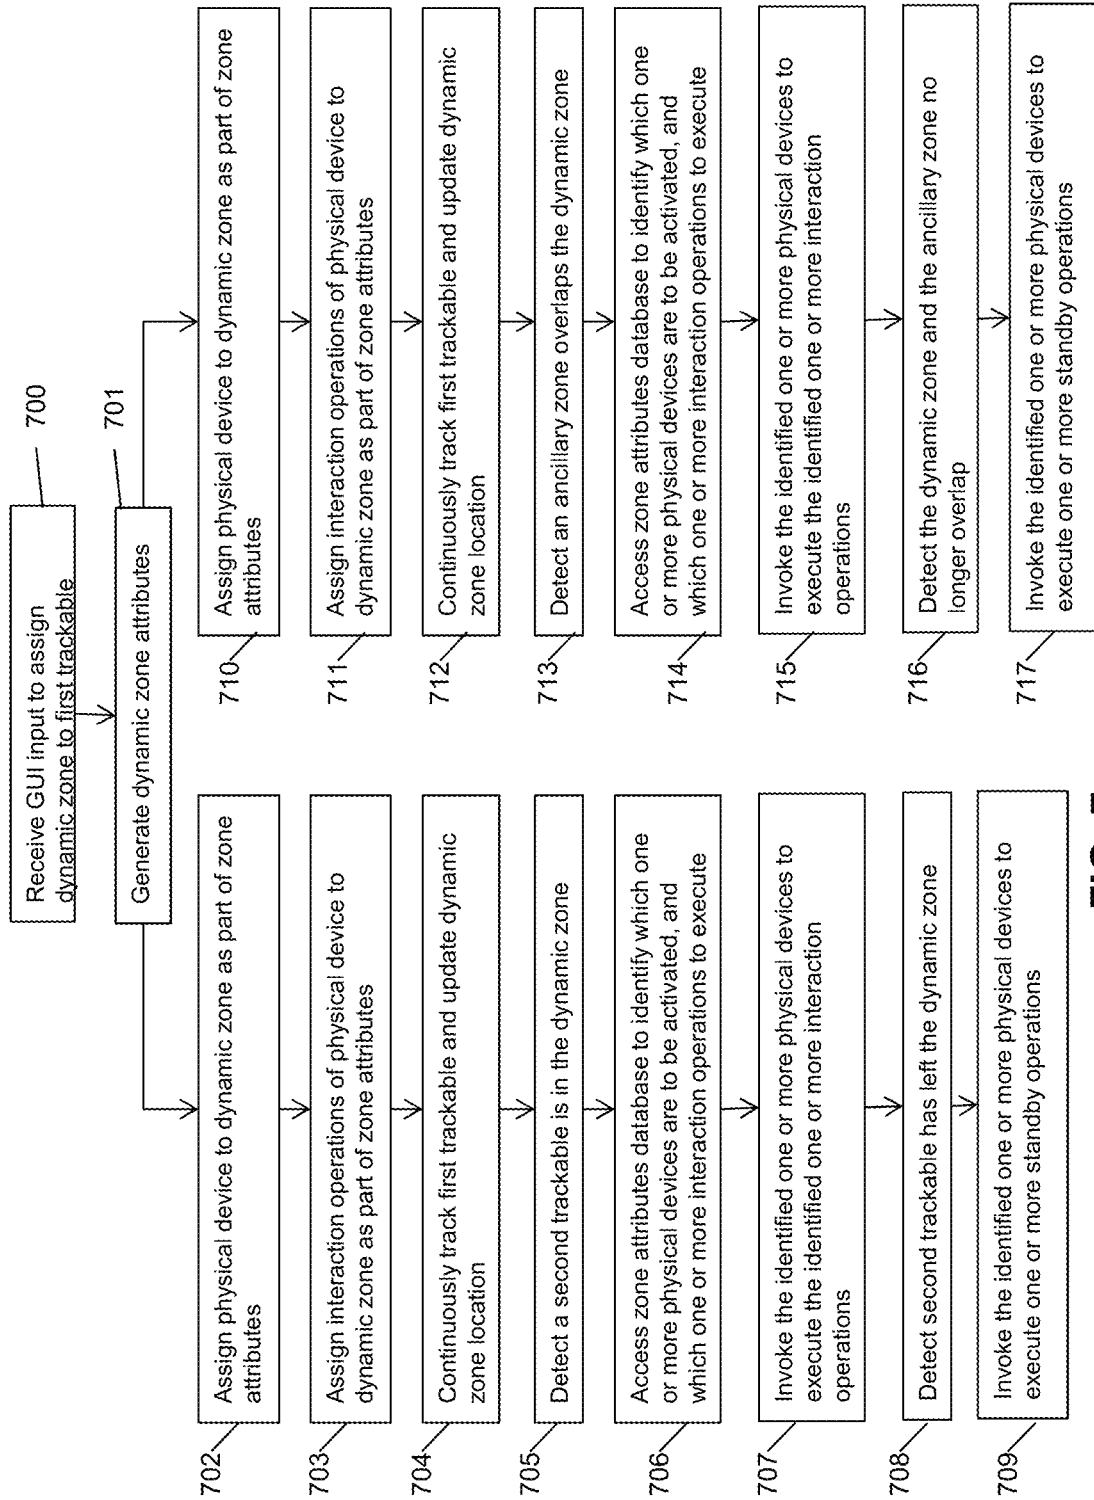 Receive GUI input to assign
dynamic zone to first trackable
700
Generate dynamic zone attributes
701
702
Assign physical device to dynamic zone as part of zone
attributes
703
Assign interaction operations of physical device to
dynamic zone as part of zone attributes
704
Continuously track first trackable and update dynamic
zone location
705
Detect a second trackable is in the dynamic zone
706
Access zone attributes database to identify which one
or more physical devices are to be activated, and
which one or more interaction operations to execute
707
Invoke the identified one or more physical devices to
execute the identified one or more interaction
operations
708
Detect second trackable has left the dynamic zone
709
Invoke the identified one or more physical devices to
execute one or more standby operations
710
Assign physical device to dynamic zone as part of zone
attributes
711
Assign interaction operations of physical device to
dynamic zone as part of zone attributes
712
Continuously track first trackable and update dynamic
zone location
713
Detect an ancillary zone overlaps the dynamic zone
714
Access zone attributes database to identify which one
or more physical devices are to be activated, and
which one or more interaction operations to execute
715
Invoke the identified one or more physical devices to
execute the identified one or more interaction
operations
716
Detect the dynamic zone and the ancillary zone no
longer overlap
717
Invoke the identified one or more physical devices to
execute one or more standby operations